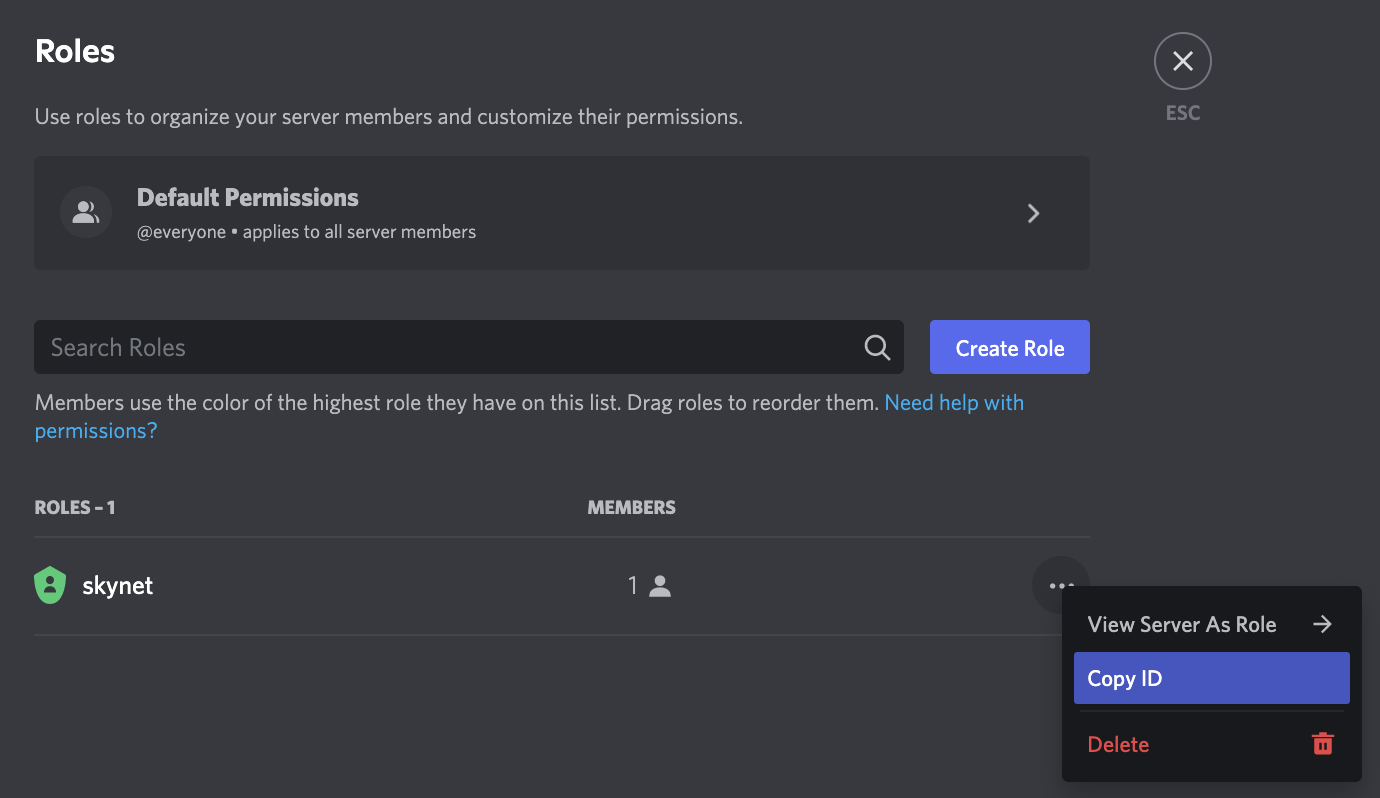 Roles
ESC
Use roles to organize your server members and customize their permissions.
Default Permissions
@everyone • applies to all server members
Search Roles
Create Role
Members use the color of the highest role they have on this list. Drag roles to reorder them. Need help with
permissions?
ROLES – 1 MEMBERS
skynet 1
View Server As Role
Copy ID
Delete